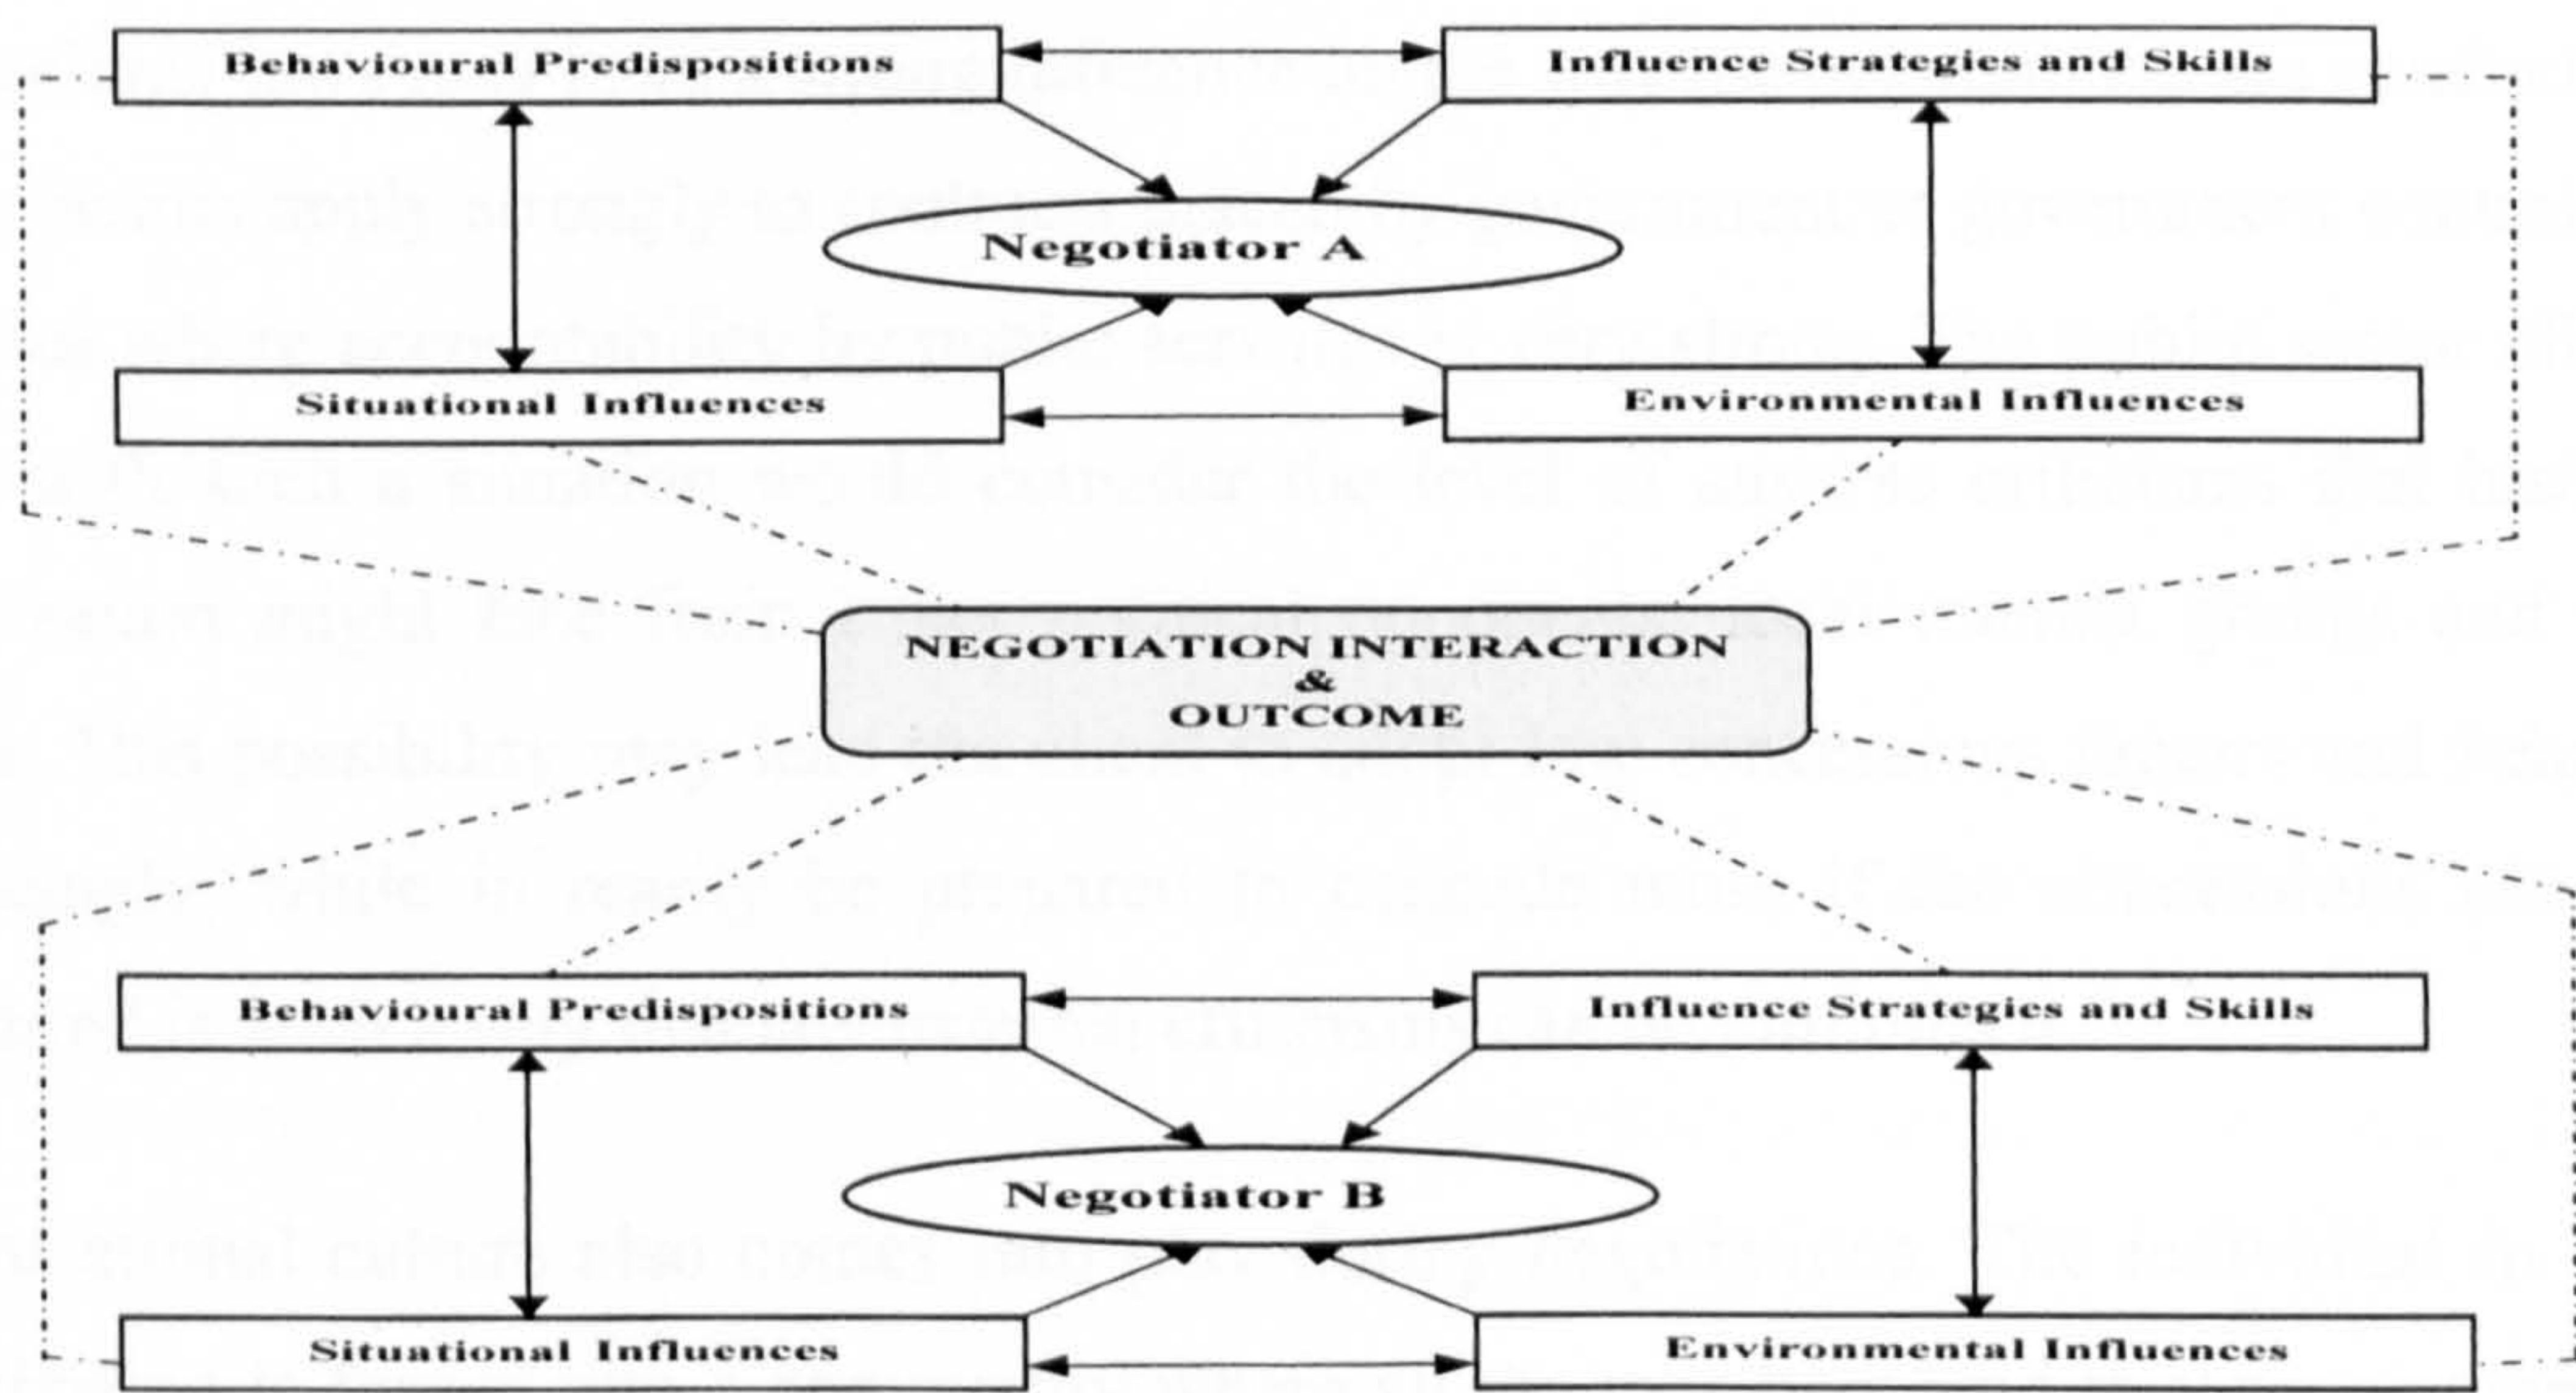 Behavioural Predispositions
Influence Strategies and Skills
Negotiator A
Situational Influences
Environmental Influences
NEGOTIATION INTERACTION
&
OUTCOME
Behavioural Predispositions
Influence Strategies and Skills
Negotiator B
Situational Influences
Environmental Influences